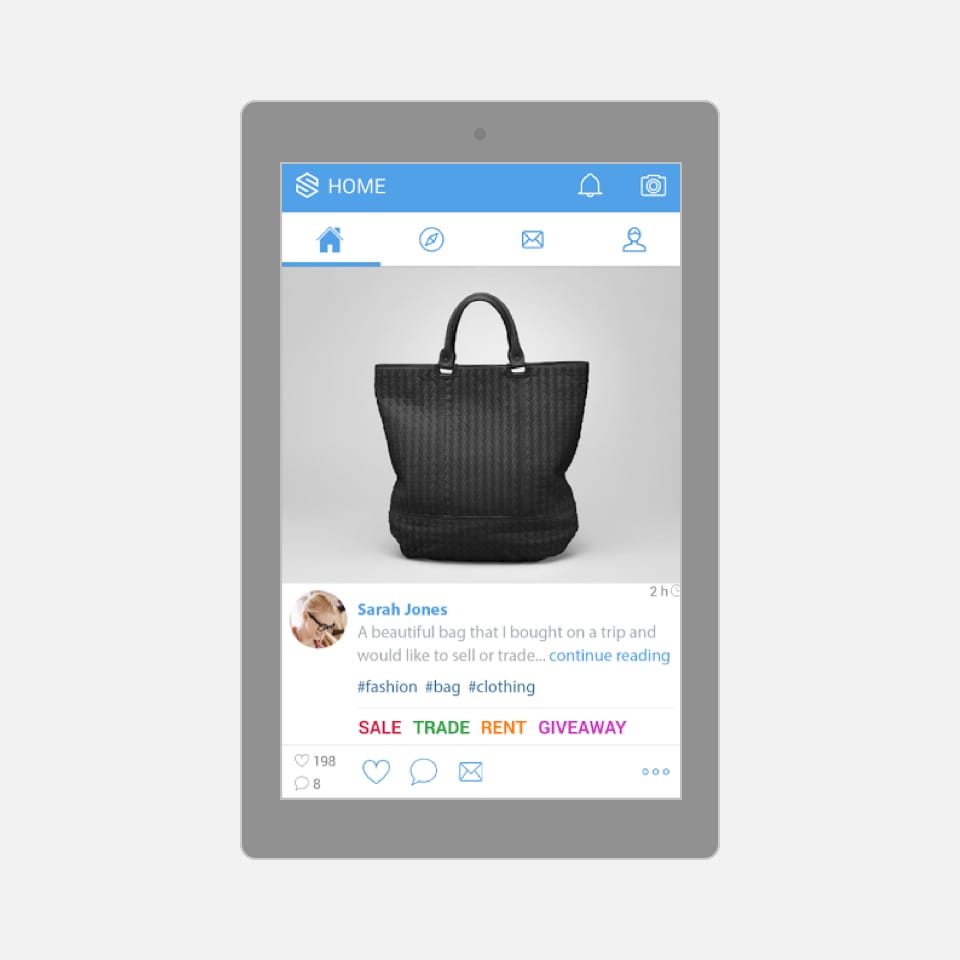 HOME
2 h
Sarah Jones
A beautiful bag that I bought on a trip and
would like to sell or trade... continue reading
#fashion #bag #clothing
SALE TRADE RENT GIVEAWAY
198
8